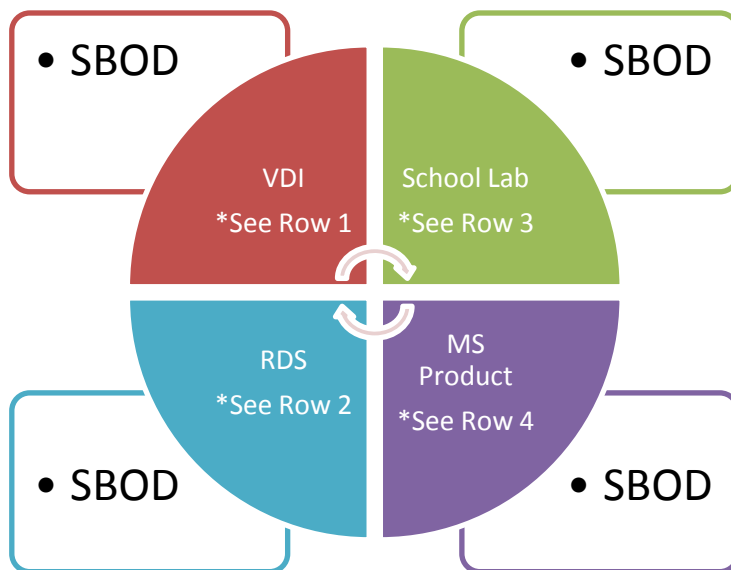 • SBOD
• SBOD
VDI
*See Row 1
School Lab
*See Row 3
RDS
*See Row 2
MS
Product
*See Row 4
• SBOD
• SBOD